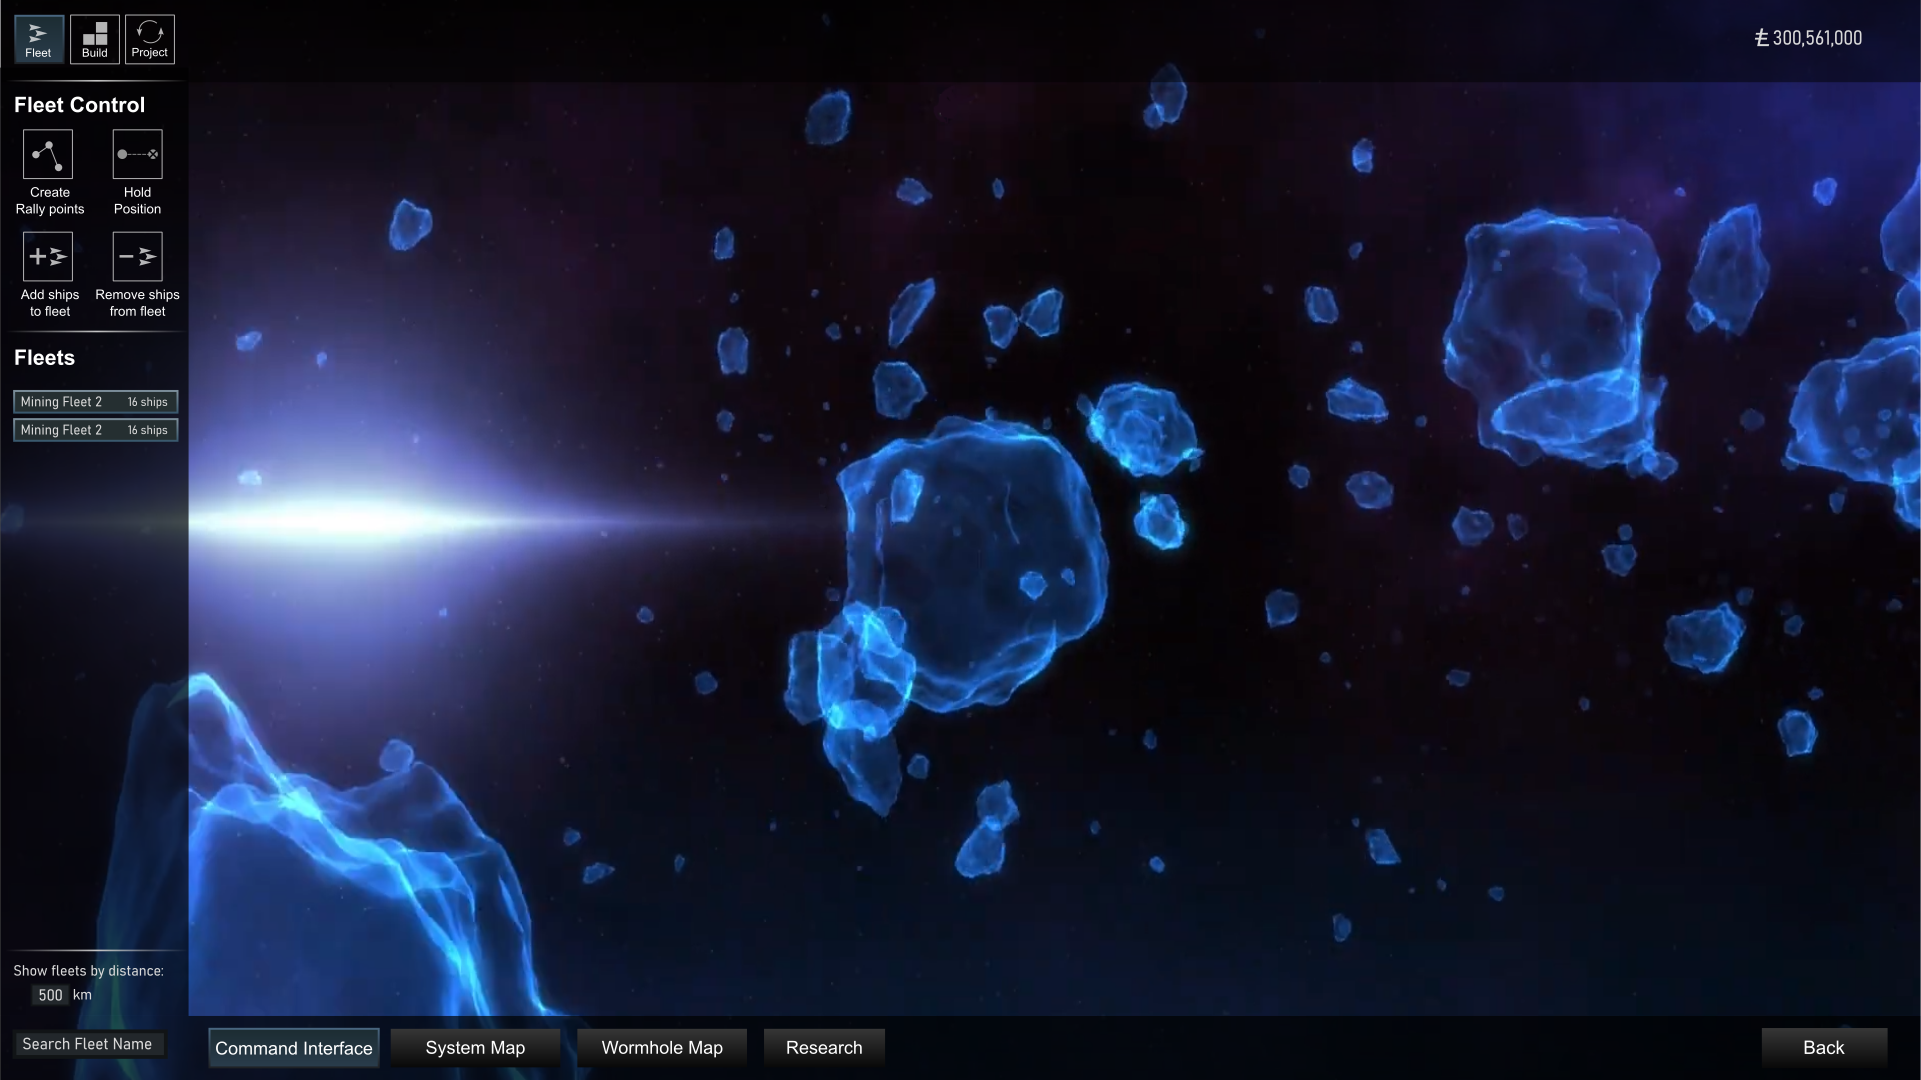 Fleet
Build
Project
300,561,000
Fleet Control
Create
Rally points
Hold
Position
Add ships
to fleet
Remove ships
from fleet
Fleets
Mining Fleet 2 16 ships
Mining Fleet 2 16 ships
Show fleets by distance:
500 km
Search Fleet Name
Command Interface
System Map
Wormhole Map
Research
Back